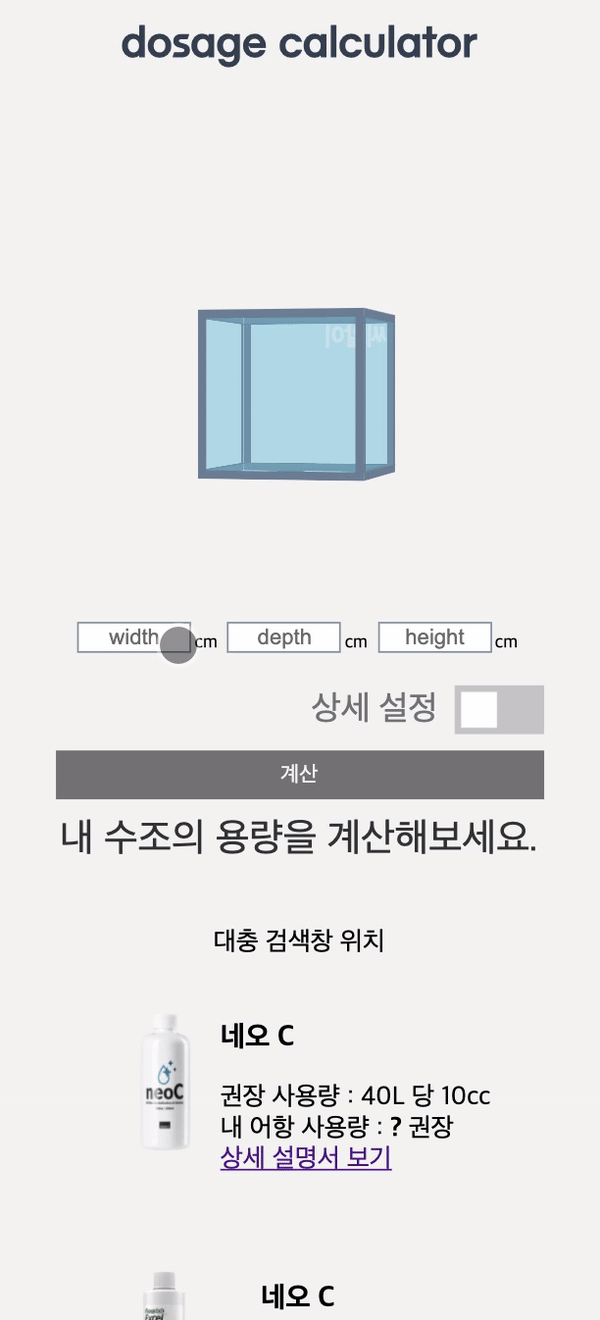 dosage calculator
width cm depth cm height cm
상세 설정
계산
내 수조의 용량을 계산해보세요.
대충 검색창 위치
네오 C
neoC
권장 사용량 : 40L 당 10cc
내 어항 사용량 : ? 권장
상세 설명서 보기
네오 C
Excel